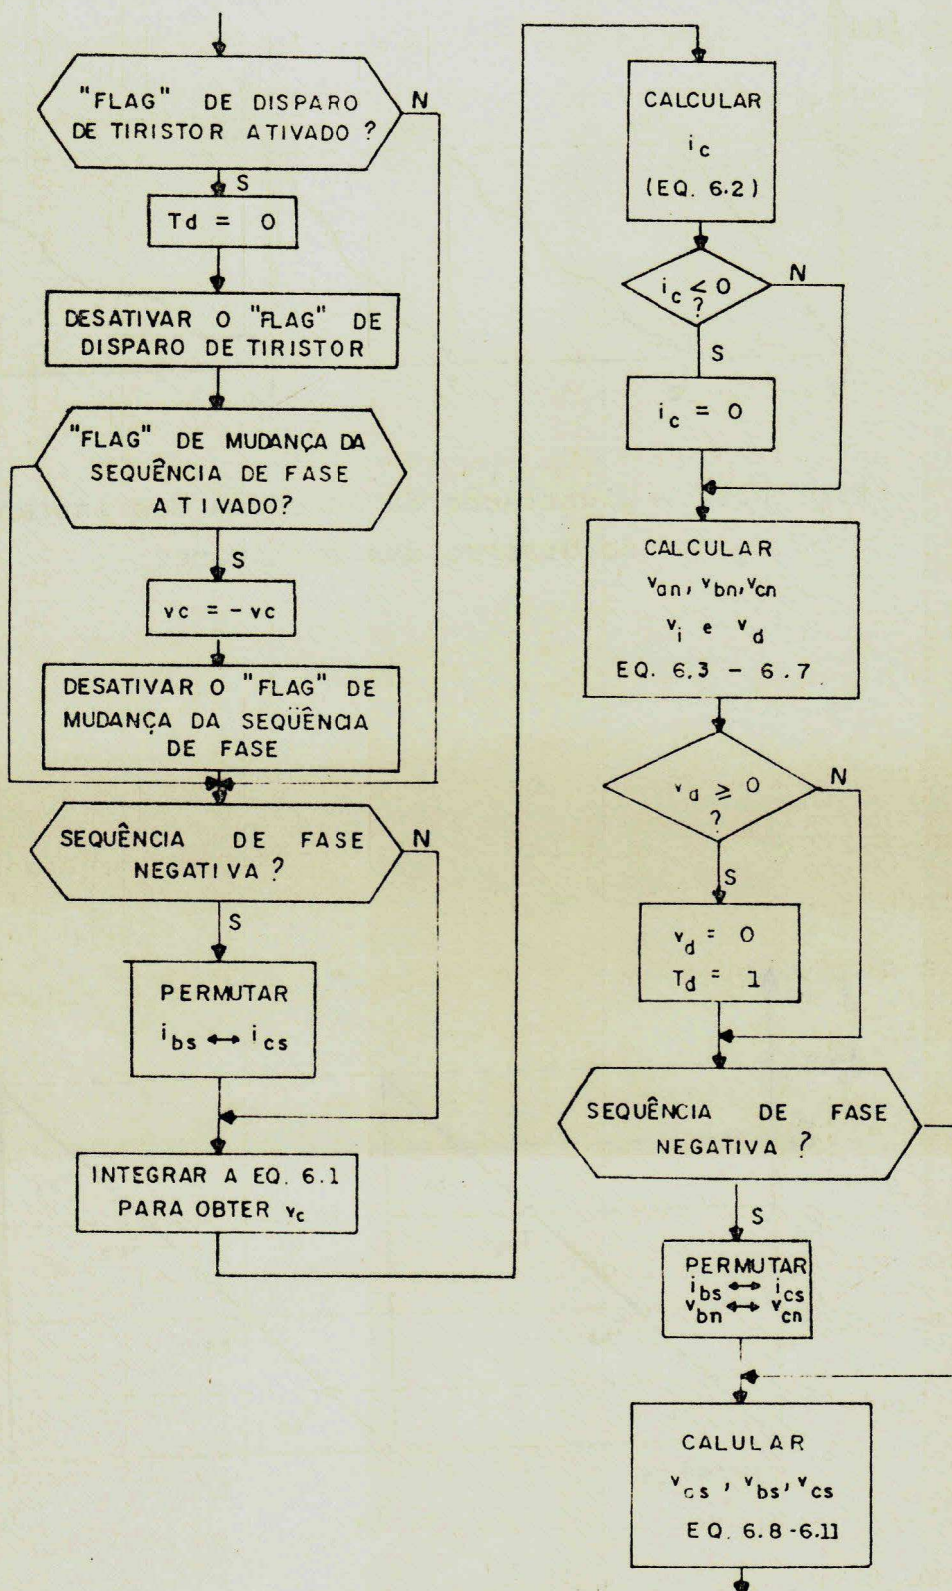 "FLAG" DE DISPARO
DE TIRISTOR ATIVADO ?
N
S
Td = 0
DESATIVAR O "FLAG" DE
DISPARO DE TIRISTOR
"FLAG" DE MUDANÇA DA
SEQUÊNCIA DE FASE
ATIVADO?
S
vc = -vc
DESATIVAR O "FLAG" DE
MUDANÇA DA SEQÜÊNCIA
DE FASE
SEQUÊNCIA DE FASE
NEGATIVA ?
N
S
PERMUTAR
ibs ↔ ics
INTEGRAR A EQ. 6.1
PARA OBTER vc
CALCULAR
ic
(EQ. 6.2)
ic < 0
?
N
S
ic = 0
CALCULAR
van, vbn, vcn
vi e vd
EQ. 6.3 - 6.7
vd ≥ 0
?
N
S
vd = 0
Td = 1
SEQUÊNCIA DE FASE
NEGATIVA ?
S
PERMUTAR
ibs ↔ ics
vbn ↔ vcn
CALULAR
vas, vbs, vcs
EQ. 6.8 - 6.11